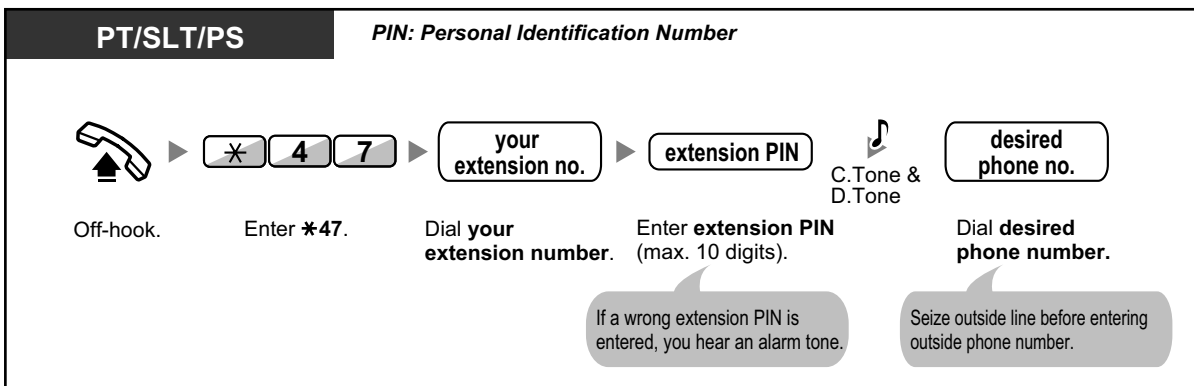 PT/SLT/PS
PIN: Personal Identification Number
* 4 7
your
extension no.
extension PIN
C.Tone &
D.Tone
desired
phone no.
Off-hook.
Enter *47.
Dial your
extension number.
Enter extension PIN
(max. 10 digits).
Dial desired
phone number.
If a wrong extension PIN is
entered, you hear an alarm tone.
Seize outside line before entering
outside phone number.